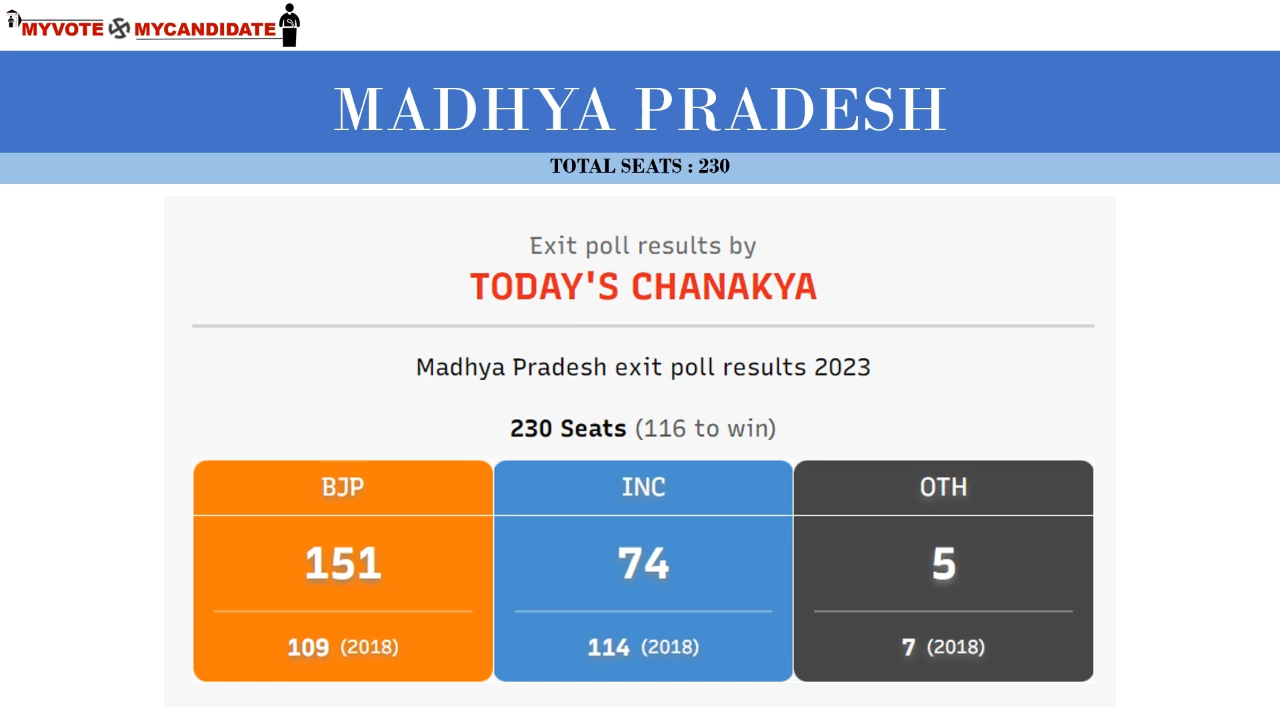 MYVOTE MYCANDIDATE
MADHYA PRADESH
TOTAL SEATS : 230
Exit poll results by
TODAY'S CHANAKYA
Madhya Pradesh exit poll results 2023
230 Seats (116 to win)
BJP INC OTH
151 74 5
109 (2018) 114 (2018) 7 (2018)